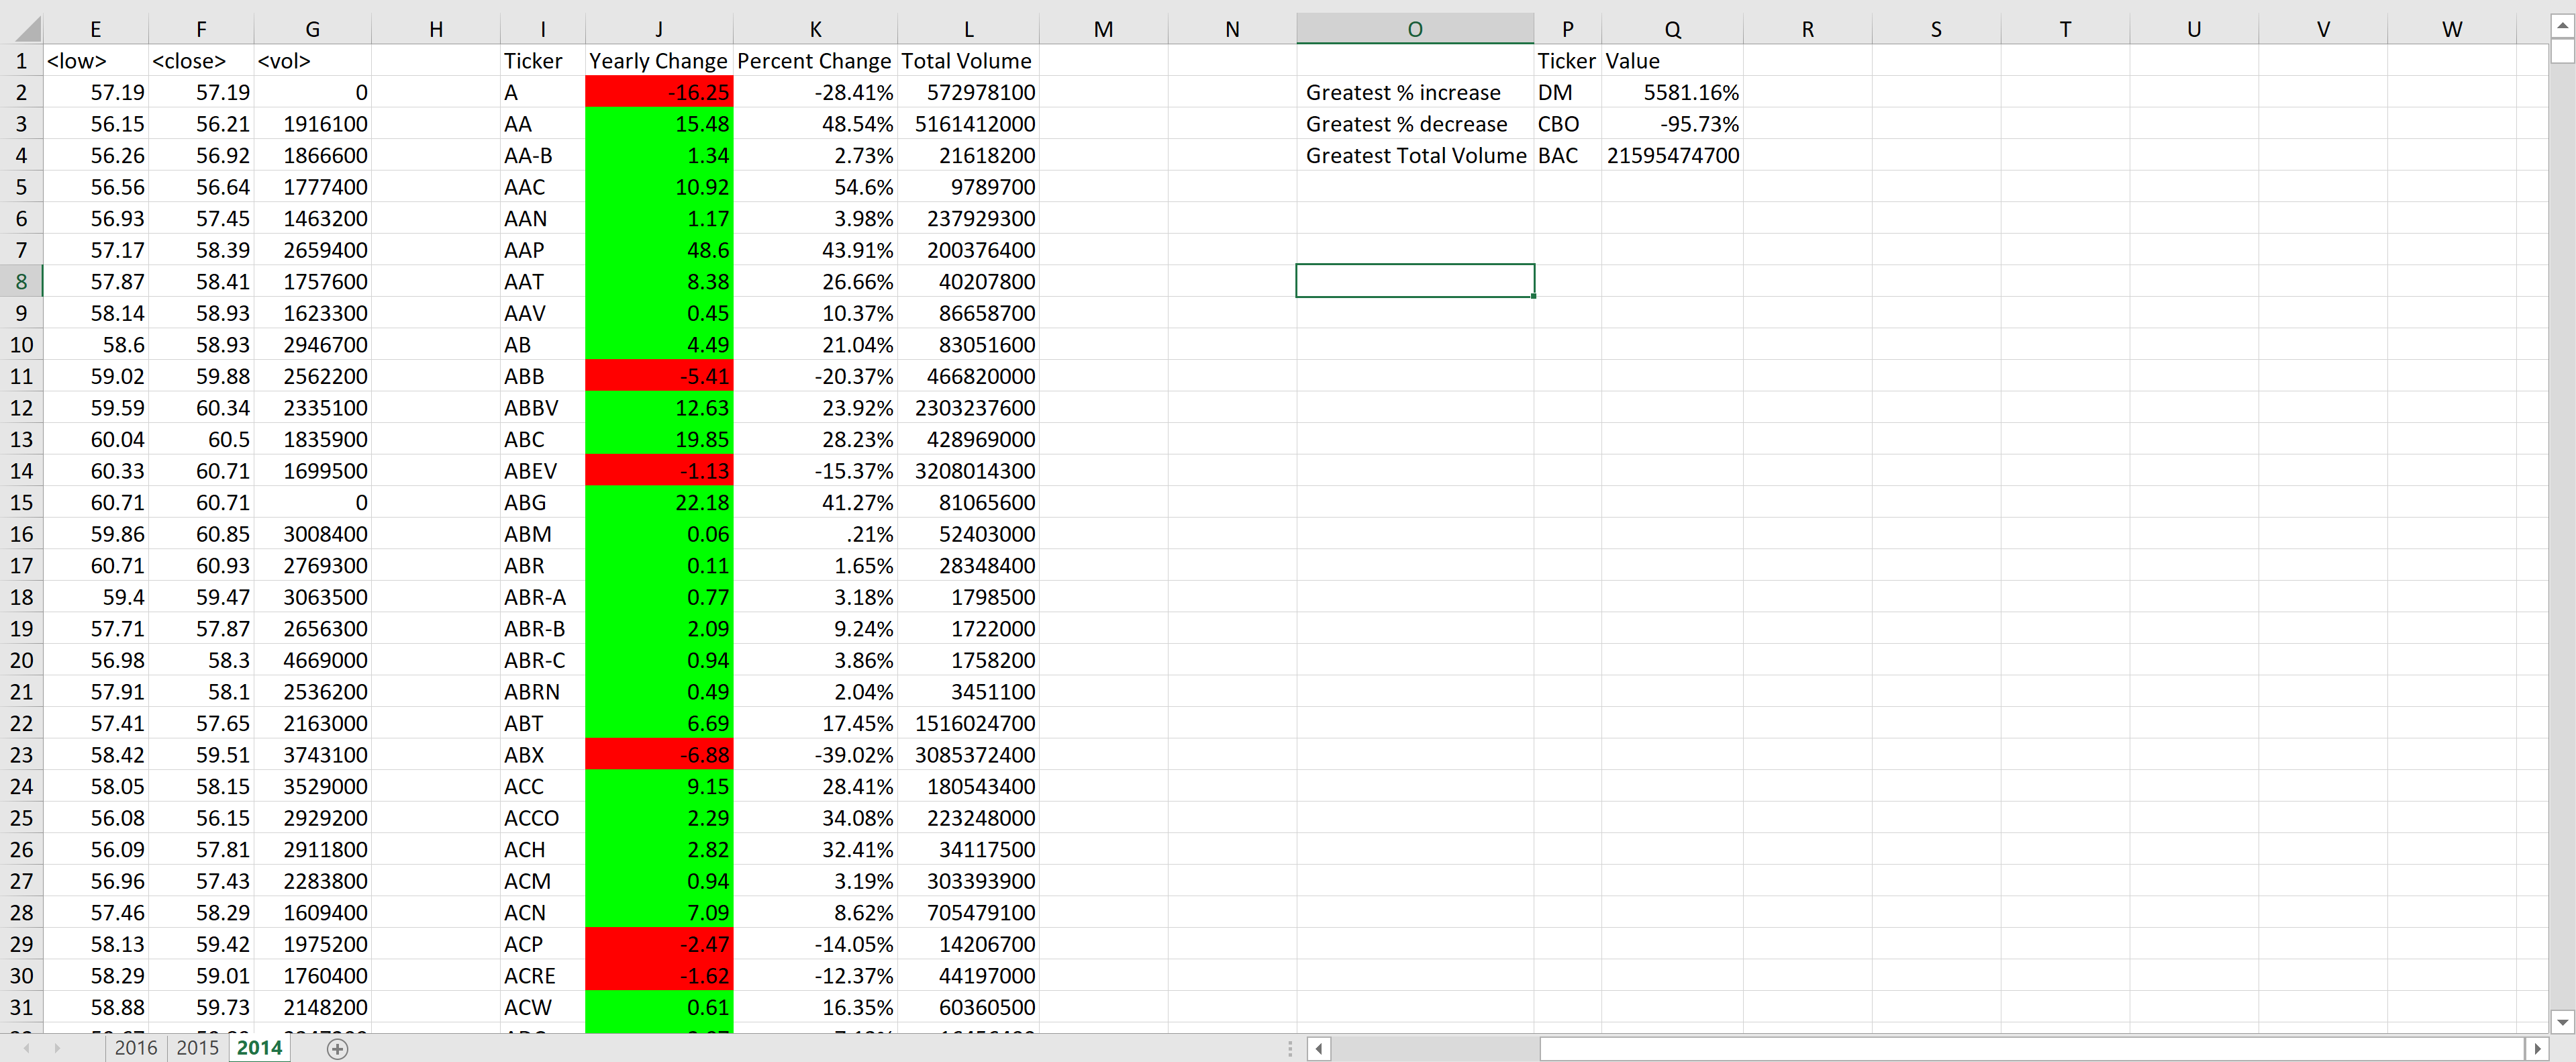 E F G H I J K L M N O P Q R S T U V W
1 <low> <close> <vol> Ticker Yearly Change Percent Change Total Volume Ticker Value
2 57.19 57.19 0 A -16.25 -28.41% 572978100 Greatest % increase DM 5581.16%
3 56.15 56.21 1916100 AA 15.48 48.54% 5161412000 Greatest % decrease CBO -95.73%
4 56.26 56.92 1866600 AA-B 1.34 2.73% 21618200 Greatest Total Volume BAC 21595474700
5 56.56 56.64 1777400 AAC 10.92 54.6% 9789700
6 56.93 57.45 1463200 AAN 1.17 3.98% 237929300
7 57.17 58.39 2659400 AAP 48.6 43.91% 200376400
8 57.87 58.41 1757600 AAT 8.38 26.66% 40207800
9 58.14 58.93 1623300 AAV 0.45 10.37% 86658700
10 58.6 58.93 2946700 AB 4.49 21.04% 83051600
11 59.02 59.88 2562200 ABB -5.41 -20.37% 466820000
12 59.59 60.34 2335100 ABBV 12.63 23.92% 2303237600
13 60.04 60.5 1835900 ABC 19.85 28.23% 428969000
14 60.33 60.71 1699500 ABEV -1.13 -15.37% 3208014300
15 60.71 60.71 0 ABG 22.18 41.27% 81065600
16 59.86 60.85 3008400 ABM 0.06 .21% 52403000
17 60.71 60.93 2769300 ABR 0.11 1.65% 28348400
18 59.4 59.47 3063500 ABR-A 0.77 3.18% 1798500
19 57.71 57.87 2656300 ABR-B 2.09 9.24% 1722000
20 56.98 58.3 4669000 ABR-C 0.94 3.86% 1758200
21 57.91 58.1 2536200 ABRN 0.49 2.04% 3451100
22 57.41 57.65 2163000 ABT 6.69 17.45% 1516024700
23 58.42 59.51 3743100 ABX -6.88 -39.02% 3085372400
24 58.05 58.15 3529000 ACC 9.15 28.41% 180543400
25 56.08 56.15 2929200 ACCO 2.29 34.08% 223248000
26 56.09 57.81 2911800 ACH 2.82 32.41% 34117500
27 56.96 57.43 2283800 ACM 0.94 3.19% 303393900
28 57.46 58.29 1609400 ACN 7.09 8.62% 705479100
29 58.13 59.42 1975200 ACP -2.47 -14.05% 14206700
30 58.29 59.01 1760400 ACRE -1.62 -12.37% 44197000
31 58.88 59.73 2148200 ACW 0.61 16.35% 60360500
2016 2015 2014